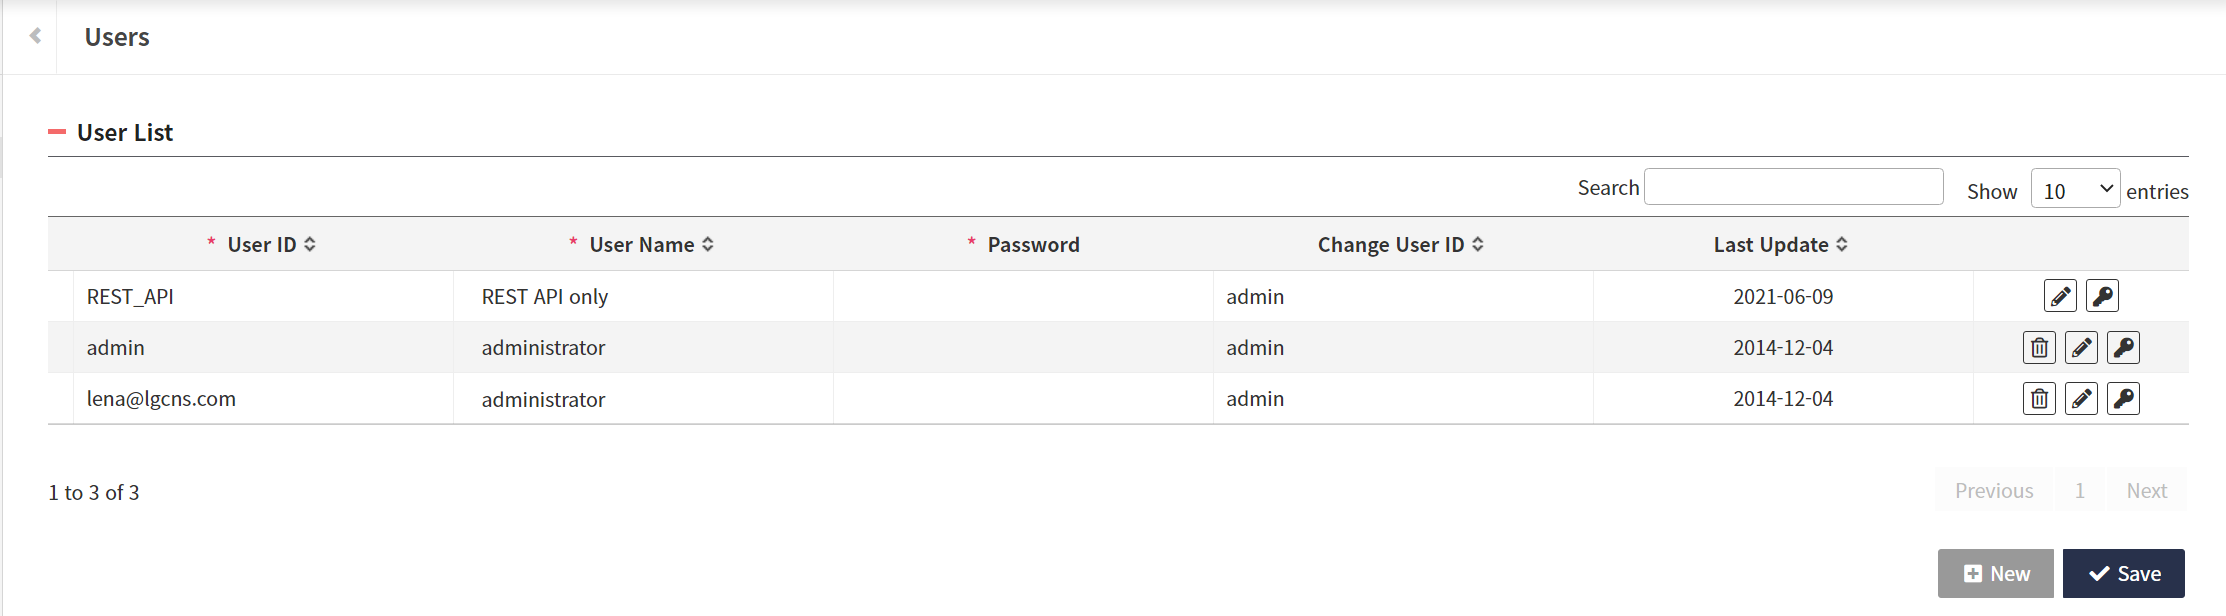 Users
User List
Search Show 10 entries
* User ID * User Name * Password Change User ID Last Update
REST_API REST API only admin 2021-06-09
admin administrator admin 2014-12-04
lena@lgcns.com administrator admin 2014-12-04
1 to 3 of 3 Previous 1 Next
New Save